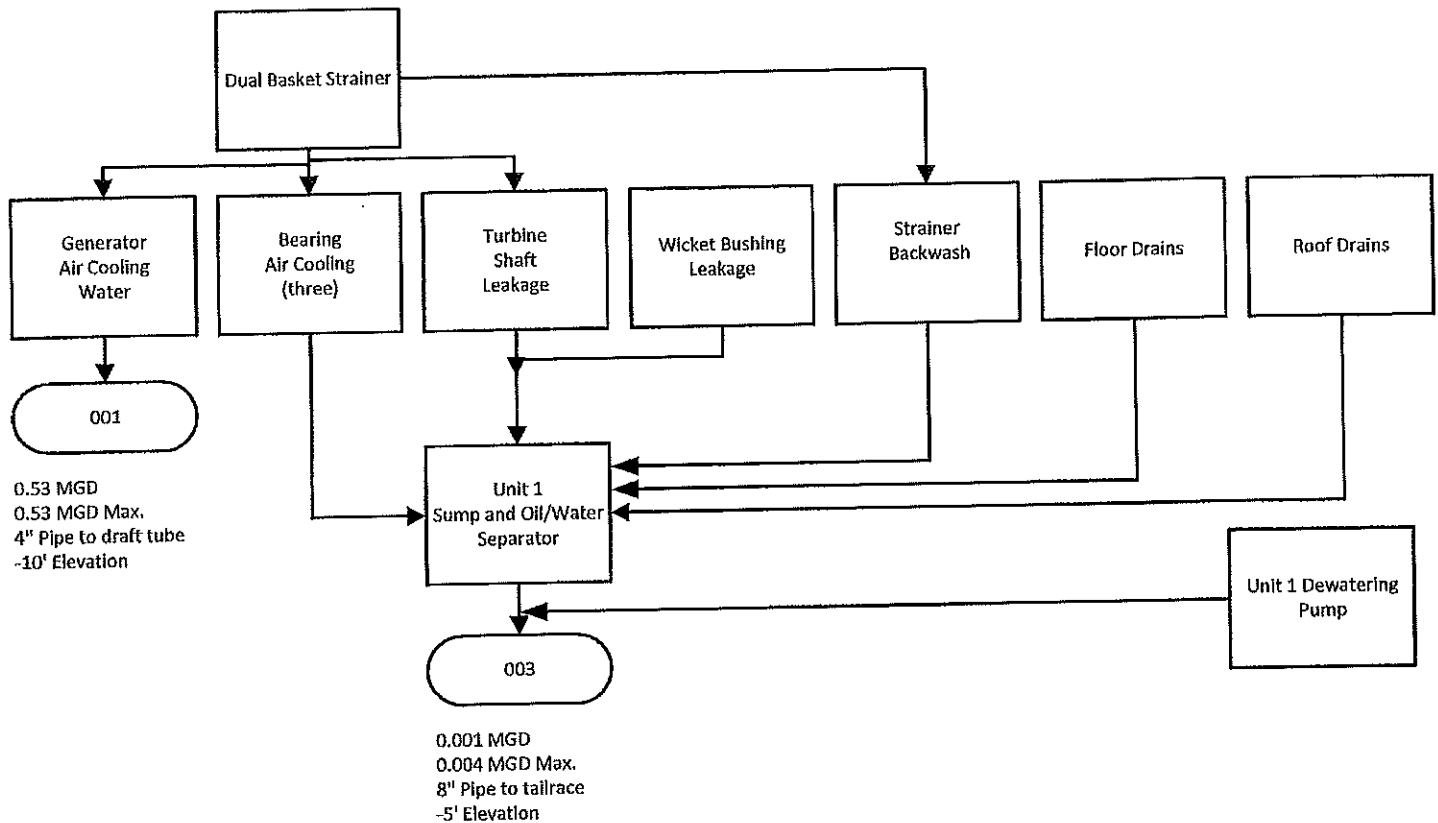 Dual Basket Strainer
Generator
Air Cooling
Water
Bearing
Air Cooling
(three)
Turbine
Shaft
Leakage
Wicket Bushing
Leakage
Strainer
Backwash
Floor Drains
Roof Drains
001
0.53 MGD
0.53 MGD Max.
4" Pipe to draft tube
-10' Elevation
Unit 1
Sump and Oil/Water
Separator
Unit 1 Dewatering
Pump
003
0.001 MGD
0.004 MGD Max.
8" Pipe to tailrace
-5' Elevation